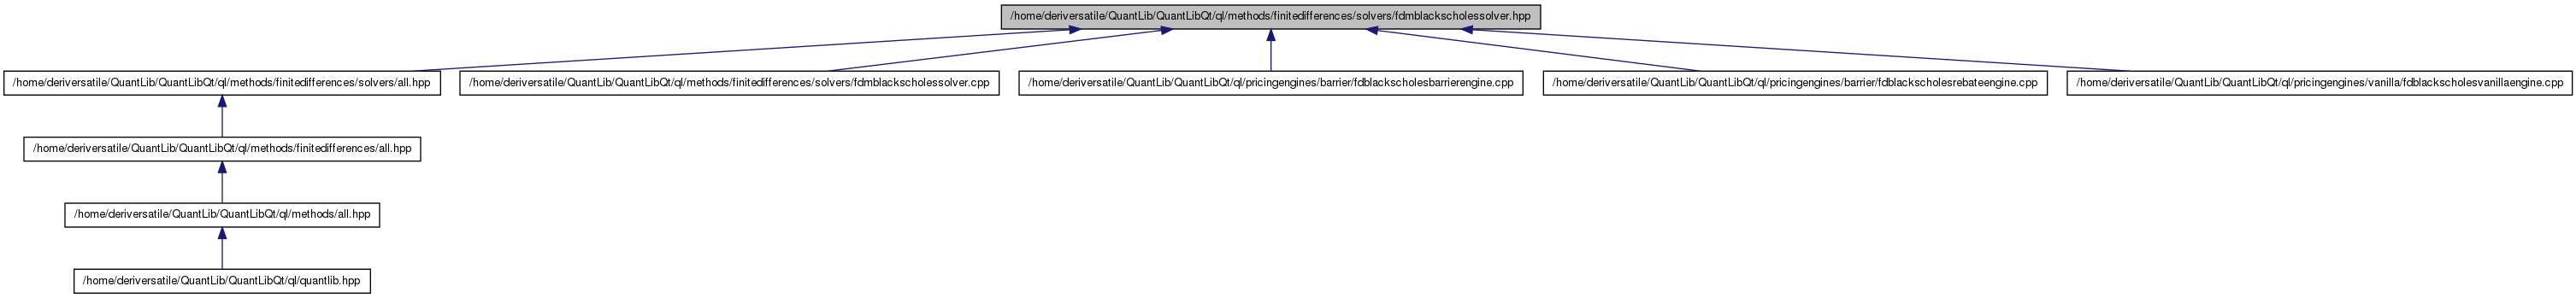 /home/deriversatile/QuantLib/QuantLibQt/ql/methods/finitedifferences/solvers/fdmblackscholessolver.hpp
/home/deriversatile/QuantLib/QuantLibQt/ql/methods/finitedifferences/solvers/all.hpp
/home/deriversatile/QuantLib/QuantLibQt/ql/methods/finitedifferences/solvers/fdmblackscholessolver.cpp
/home/deriversatile/QuantLib/QuantLibQt/ql/pricingengines/barrier/fdblackscholesbarrierengine.cpp
/home/deriversatile/QuantLib/QuantLibQt/ql/pricingengines/barrier/fdblackscholesrebateengine.cpp
/home/deriversatile/QuantLib/QuantLibQt/ql/pricingengines/vanilla/fdblackscholesvanillaengine.cpp
/home/deriversatile/QuantLib/QuantLibQt/ql/methods/finitedifferences/all.hpp
/home/deriversatile/QuantLib/QuantLibQt/ql/methods/all.hpp
/home/deriversatile/QuantLib/QuantLibQt/ql/quantlib.hpp